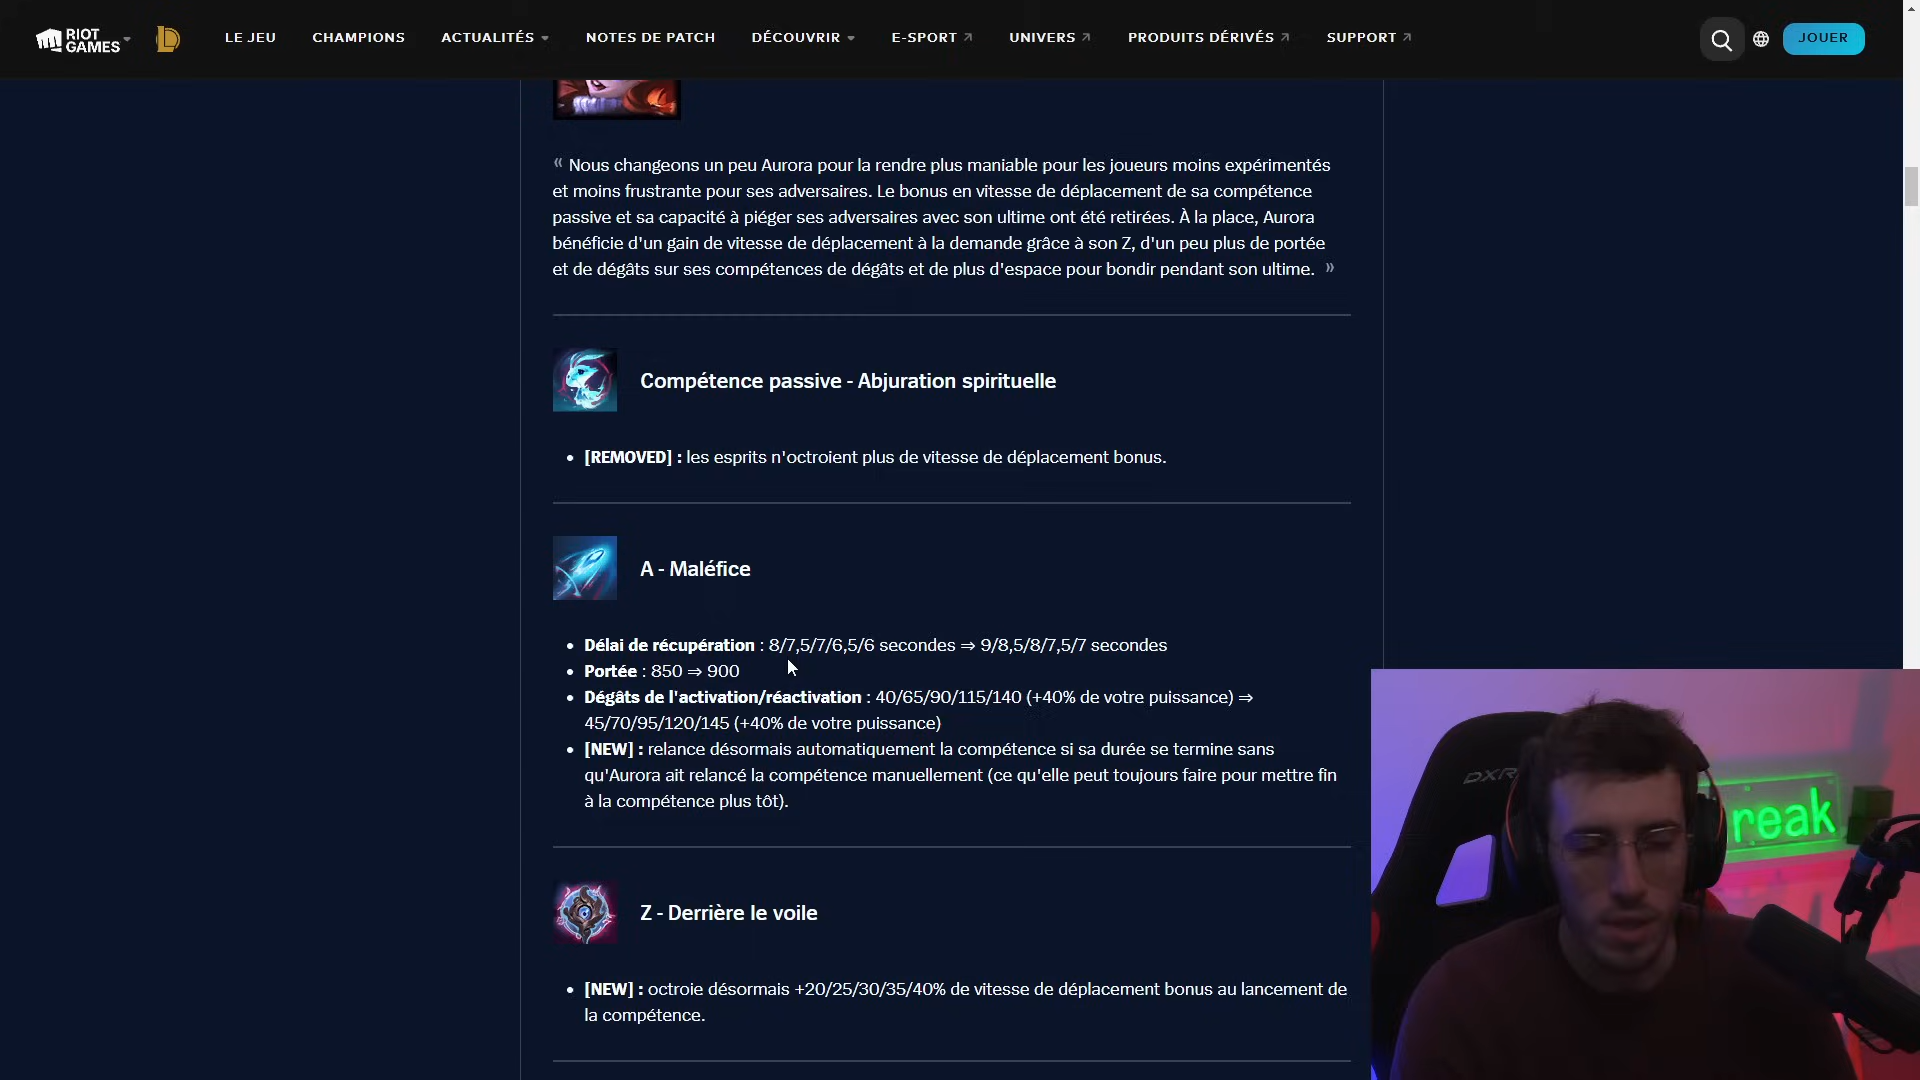 RIOT GAMES
LE JEU
CHAMPIONS
ACTUALITÉS
NOTES DE PATCH
DÉCOUVRIR
E-SPORT
UNIVERS
PRODUITS DÉRIVÉS
SUPPORT
JOUER
« Nous changeons un peu Aurora pour la rendre plus maniable pour les joueurs moins expérimentés
et moins frustrante pour ses adversaires. Le bonus en vitesse de déplacement de sa compétence
passive et sa capacité à piéger ses adversaires avec son ultime ont été retirées. À la place, Aurora
bénéficie d'un gain de vitesse de déplacement à la demande grâce à son Z, d'un peu plus de portée
et de dégâts sur ses compétences de dégâts et de plus d'espace pour bondir pendant son ultime. »
Compétence passive - Abjuration spirituelle
• [REMOVED] : les esprits n'octroient plus de vitesse de déplacement bonus.
A - Maléfice
• Délai de récupération : 8/7,5/7/6,5/6 secondes ⇒ 9/8,5/8/7,5/7 secondes
• Portée : 850 ⇒ 900
• Dégâts de l'activation/réactivation : 40/65/90/115/140 (+40% de votre puissance) ⇒
45/70/95/120/145 (+40% de votre puissance)
• [NEW] : relance désormais automatiquement la compétence si sa durée se termine sans
qu'Aurora ait relancé la compétence manuellement (ce qu'elle peut toujours faire pour mettre fin
à la compétence plus tôt).
Z - Derrière le voile
• [NEW] : octroie désormais +20/25/30/35/40% de vitesse de déplacement bonus au lancement de
la compétence.
DXR
reak